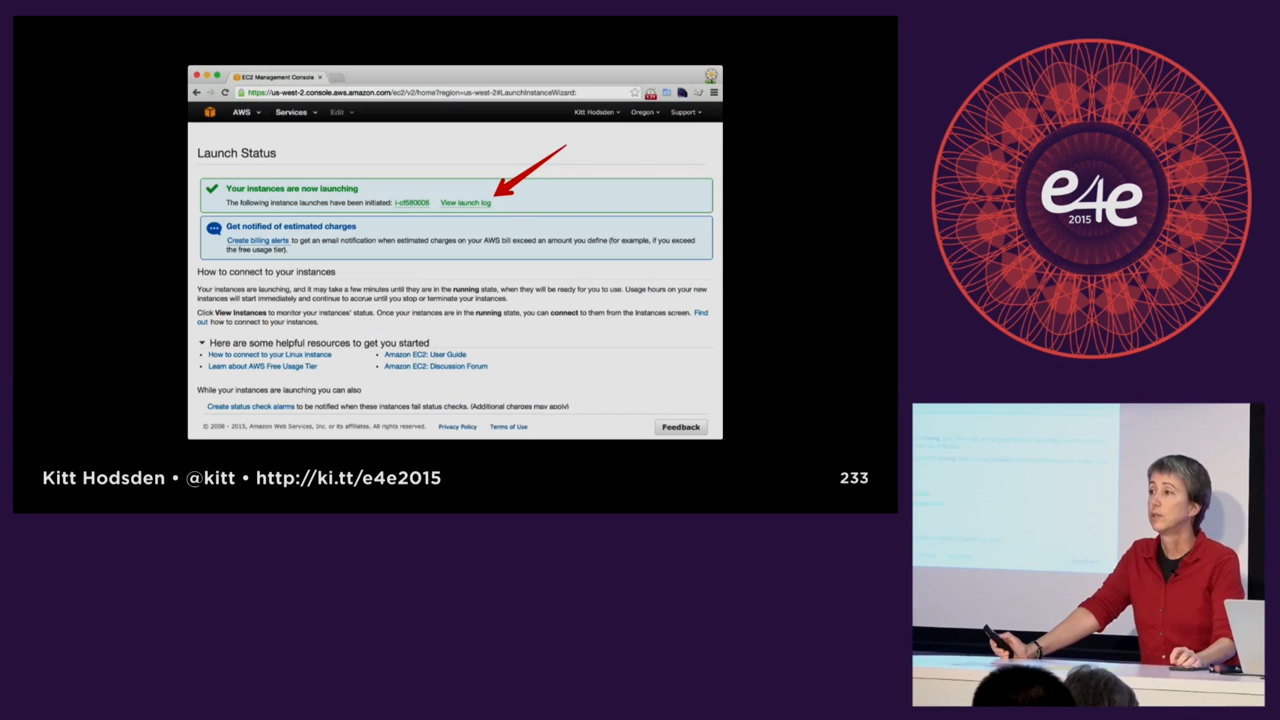 EC2 Management Console
https://us-west-2.console.aws.amazon.com/ec2/v2/home?region=us-west-2#LaunchInstanceWizard:
AWS Services Edit Kitt Hodsden Oregon Support
Launch Status
Your instances are now launching
The following instance launches have been initiated: i-cf580006 View launch log
Get notified of estimated charges
Create billing alerts to get an email notification when estimated charges on your AWS bill exceed an amount you define (for example, if you exceed
the free usage tier).
How to connect to your instances
Your instances are launching, and it may take a few minutes until they are in the running state, when they will be ready for you to use. Usage hours on your new
instances will start immediately and continue to accrue until you stop or terminate your instances.
Click View Instances to monitor your instances' status. Once your instances are in the running state, you can connect to them from the Instances screen. Find
out how to connect to your instances.
Here are some helpful resources to get you started
• How to connect to your Linux instance • Amazon EC2: User Guide
• Learn about AWS Free Usage Tier • Amazon EC2: Discussion Forum
While your instances are launching you can also
Create status check alarms to be notified when these instances fail status checks. (Additional charges may apply)
© 2008 - 2015, Amazon Web Services, Inc. or its affiliates. All rights reserved. Privacy Policy Terms of Use Feedback
Kitt Hodsden • @kitt • http://ki.tt/e4e2015 233
e4e
2015